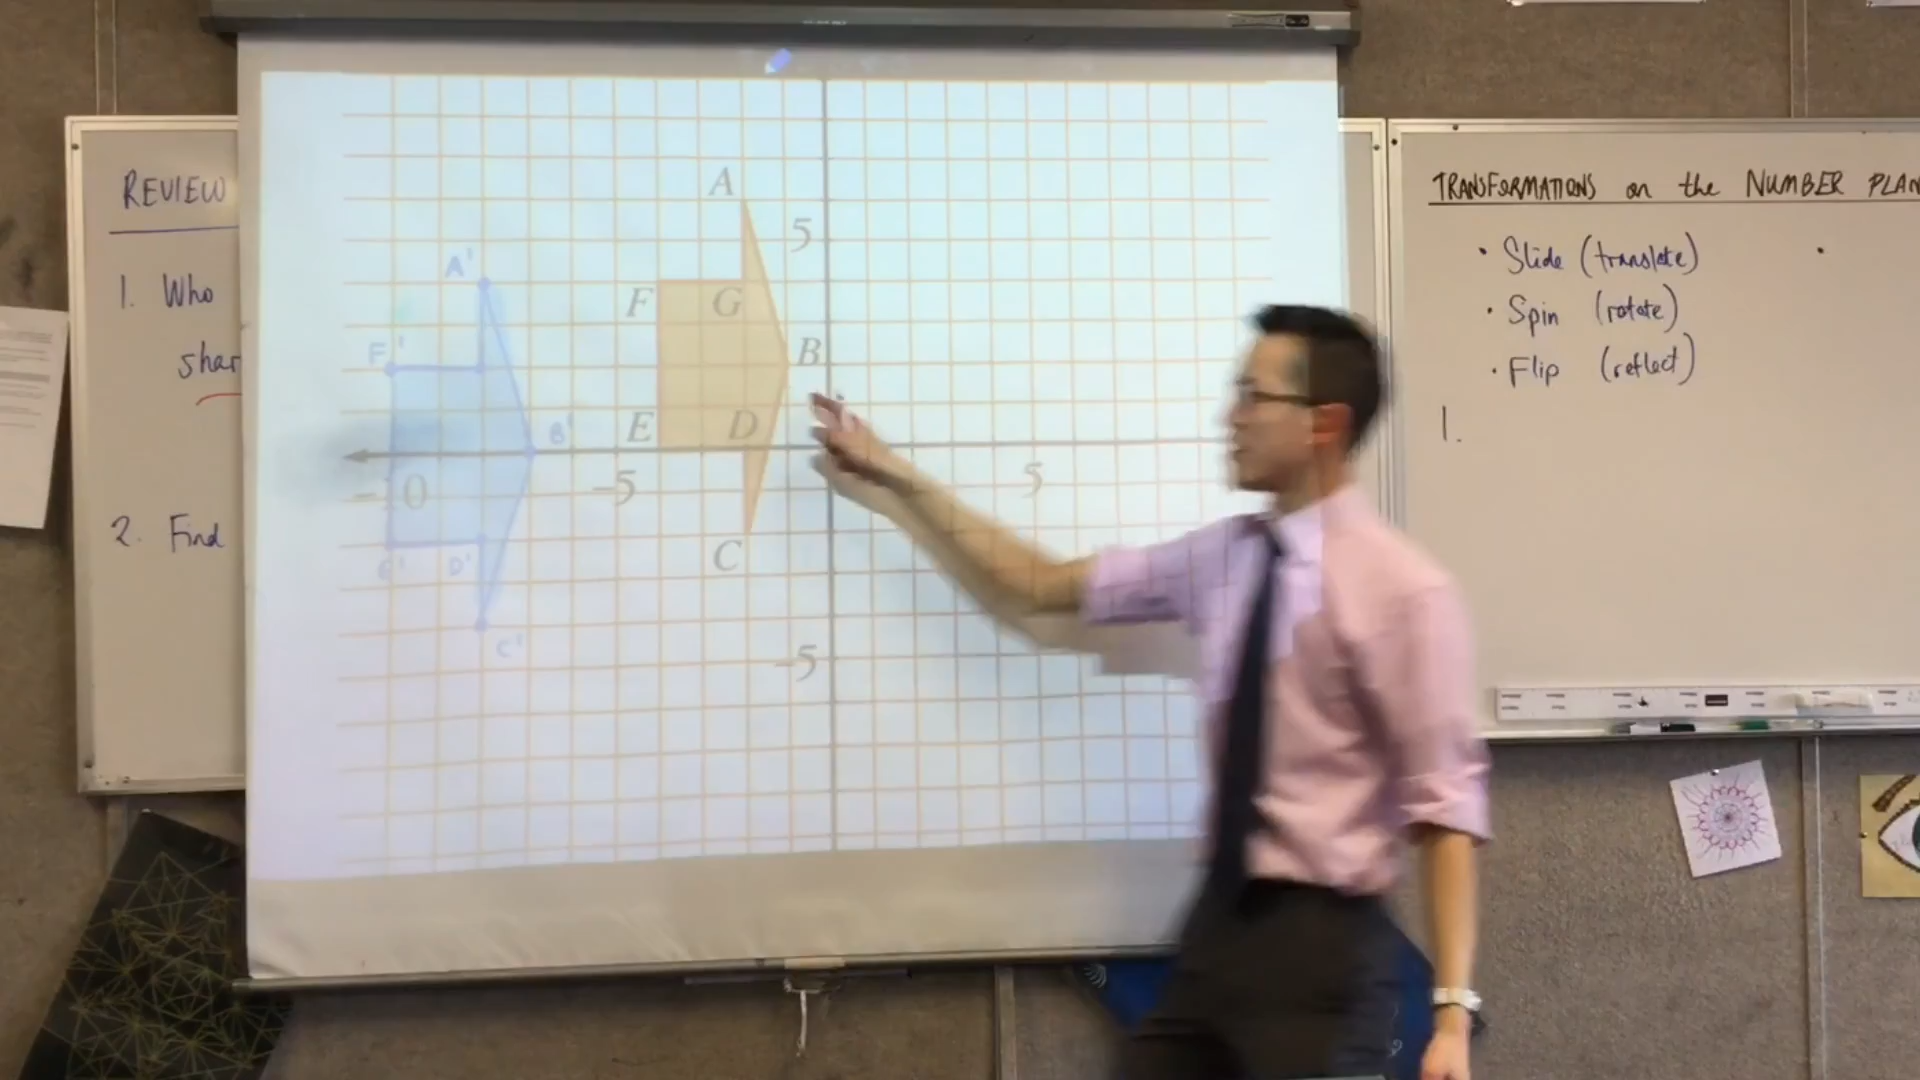 REVIEW
1. Who
shar
2. Find
A
5
A'
F G
F' B
E D B'
-10 -5 5
E' D' C
C'
-5
TRANSFORMATIONS on the NUMBER PLAN
• Slide (translate)
• Spin (rotate)
• Flip (reflect)
1.